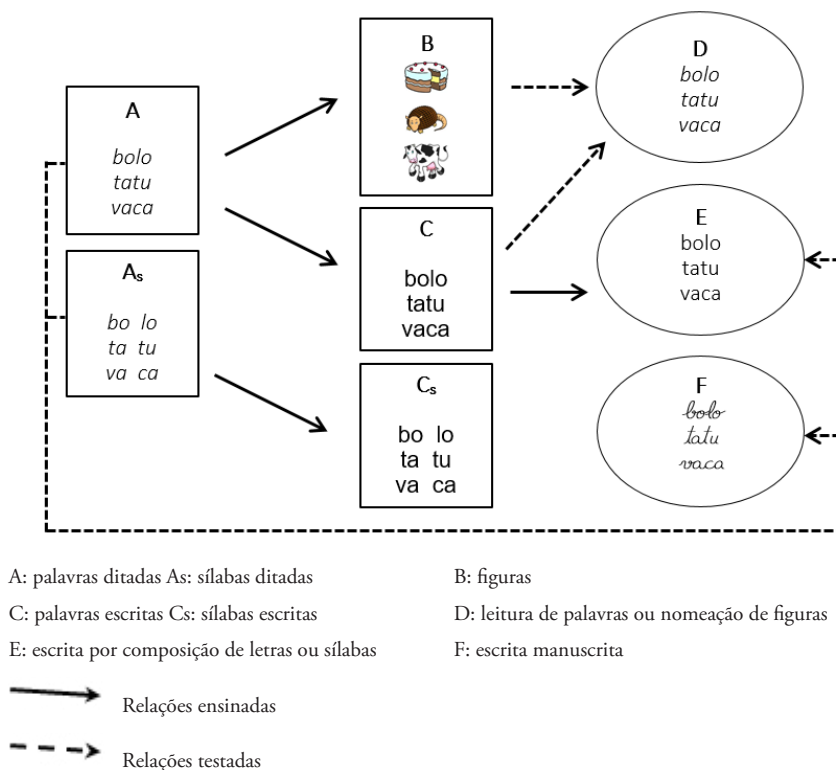 A
bolo
tatu
vaca
As
bo lo
ta tu
va ca
B
C
bolo
tatu
vaca
Cs
bo lo
ta tu
va ca
D
bolo
tatu
vaca
E
bolo
tatu
vaca
F
bolo
tatu
vaca
A: palavras ditadas As: sílabas ditadas
B: figuras
C: palavras escritas Cs: sílabas escritas
D: leitura de palavras ou nomeação de figuras
E: escrita por composição de letras ou sílabas
F: escrita manuscrita
Relações ensinadas
Relações testadas